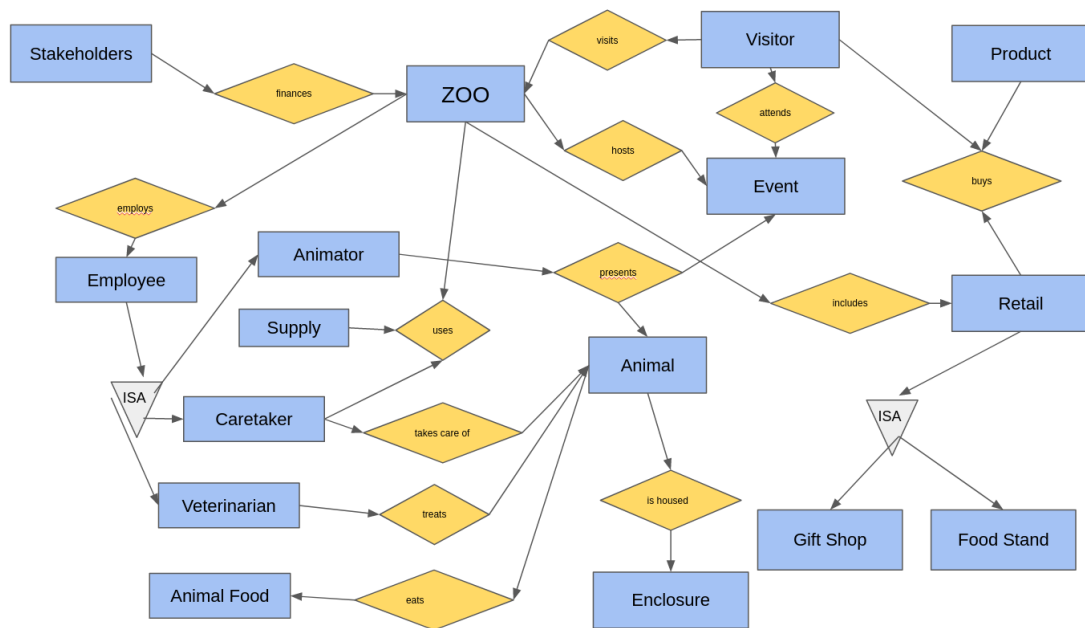 Stakeholders
finances
ZOO
visits
Visitor
Product
attends
hosts
Event
buys
employs
Employee
Animator
presents
includes
Retail
Supply
uses
Animal
ISA
Caretaker
takes care of
ISA
Veterinarian
treats
is housed
Gift Shop
Food Stand
Animal Food
eats
Enclosure